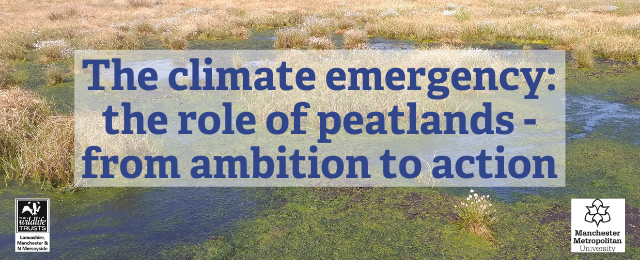 The climate emergency:
the role of peatlands -
from ambition to action
THE
wildlife
TRUSTS
Lancashire,
Manchester &
N Merseyside
Manchester
Metropolitan
University